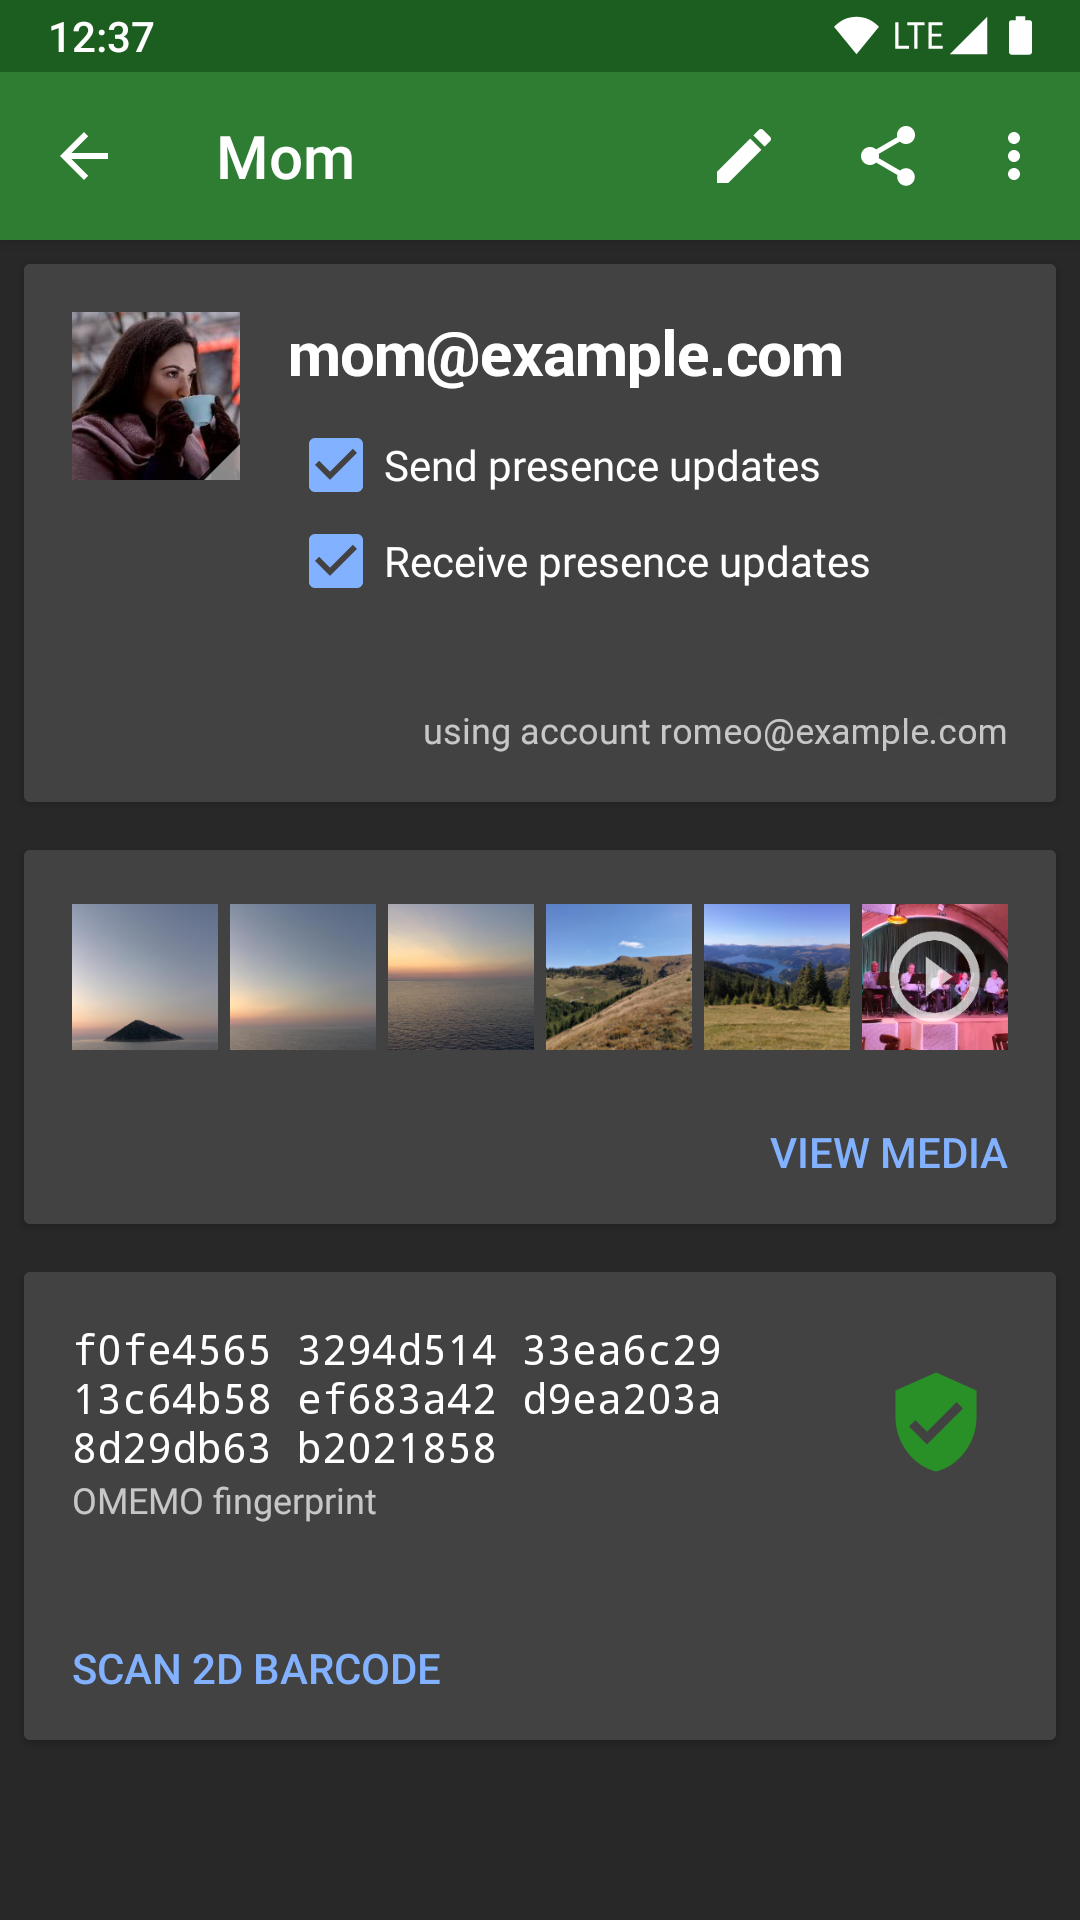 12:37
LTE
Mom
mom@example.com
Send presence updates
Receive presence updates
using account romeo@example.com
VIEW MEDIA
f0fe4565 3294d514 33ea6c29
13c64b58 ef683a42 d9ea203a
8d29db63 b2021858
OMEMO fingerprint
SCAN 2D BARCODE